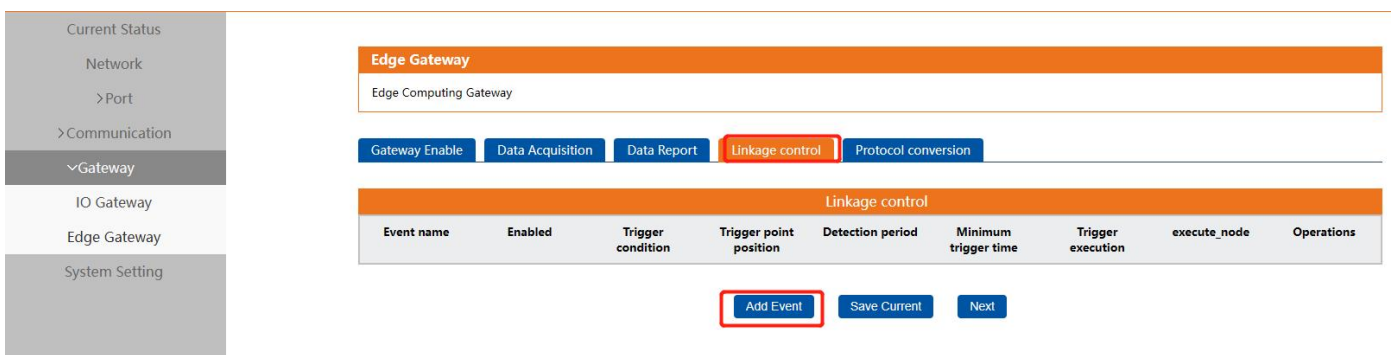 Current Status
Network
>Port
>Communication
Gateway
IO Gateway
Edge Gateway
System Setting
Edge Gateway
Edge Computing Gateway
Gateway Enable Data Acquisition Data Report Linkage control Protocol conversion
Linkage control
Event name Enabled Trigger condition Trigger point position Detection period Minimum trigger time Trigger execution execute_node Operations
Add Event Save Current Next